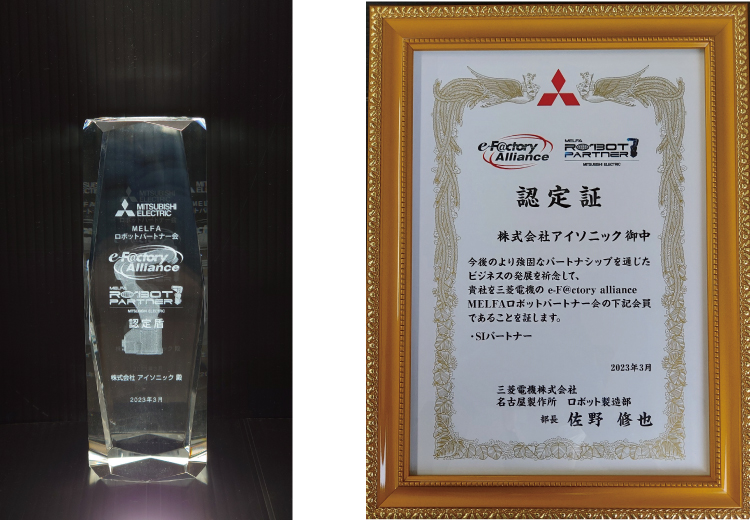 MITSUBISHI
ELECTRIC
MELFA
ロボットパートナー会
e-F@ctory
Alliance
MELFA
ROBOT
PARTNER
MITSUBISHI ELECTRIC
認定盾
株式会社 アイソニック 殿
2023年3月
e-F@ctory
Alliance
MELFA
ROBOT
PARTNER
MITSUBISHI ELECTRIC
認定証
株式会社アイソニック 御中
今後のより強固なパートナシップを通じた
ビジネスの発展を祈念して、
貴社を三菱電機の e-F@ctory alliance
MELFAロボットパートナー会の下記会員
であることを証します。
・SIパートナー
2023年3月
三菱電機株式会社
名古屋製作所 ロボット製造部
部長 佐野 修也